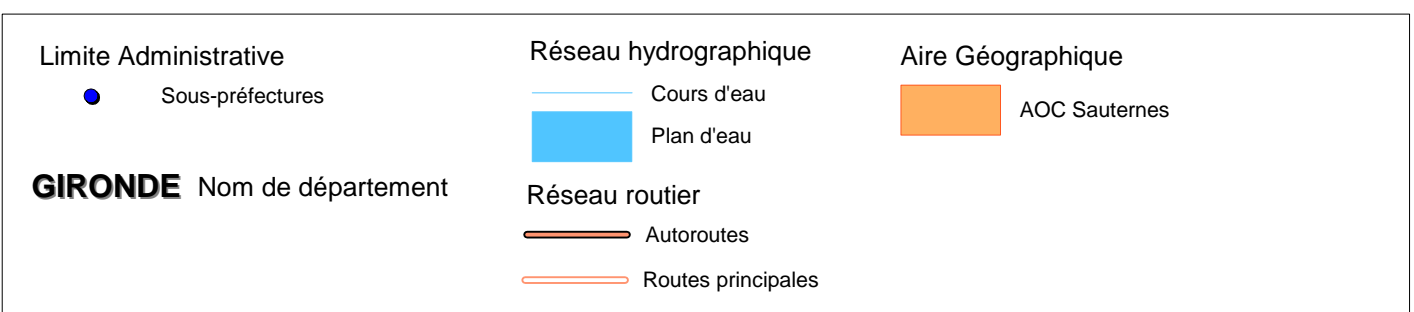 Limite Administrative
Sous-préfectures
GIRONDE Nom de département
Réseau hydrographique
Cours d'eau
Plan d'eau
Réseau routier
Autoroutes
Routes principales
Aire Géographique
AOC Sauternes